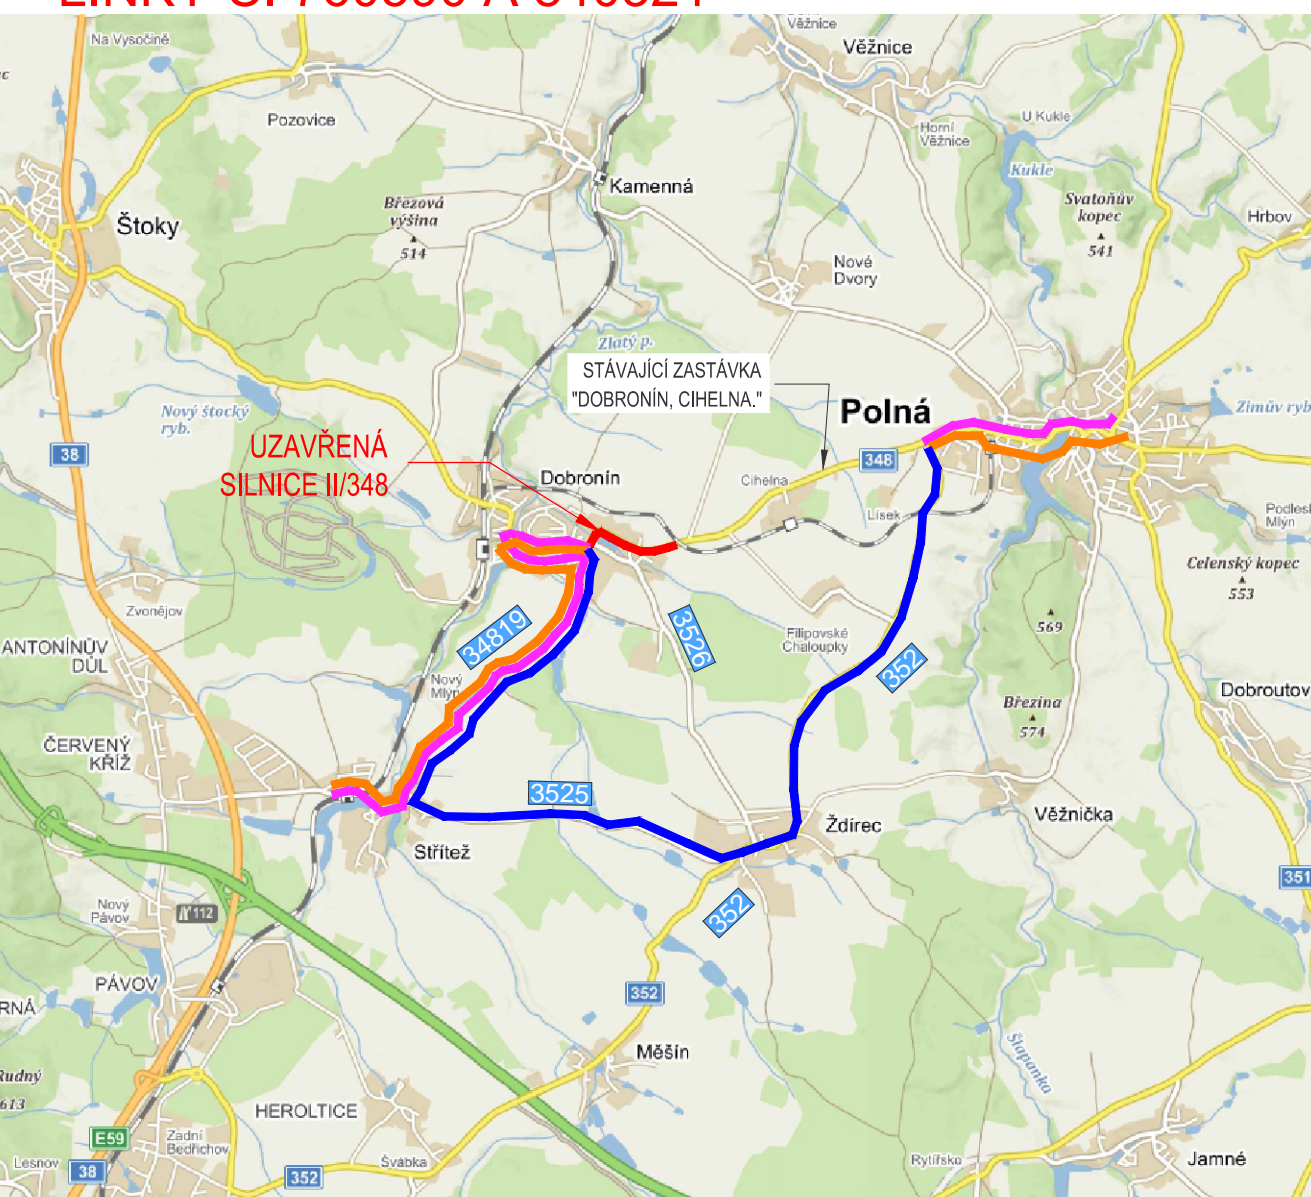 Na Vysočině
Věžnice
Věžnice
Pozovice
Horní
Věžnice
U Kukle
Kukle
Kamenná
Březová
výšina
514
Svatoňův
kopec
541
Hrbov
Štoky
Nové
Dvory
Zlatý p.
STÁVAJÍCÍ ZASTÁVKA
"DOBRONÍN, CIHELNA."
Polná
Nový štocký
ryb.
Zimův ryb
UZAVŘENÁ
SILNICE II/348
38
348
Dobronín
Cihelna
Lísek
Podlesk
Mlýn
Celenský kopec
553
Zvonějov
569
ANTONÍNŮV
DŮL
34819
3526
Filipovské
Chaloupky
352
Nový
Mlýn
Březina
574
Dobroutov
ČERVENÝ
KŘÍŽ
3525
Věžnička
Ždírec
Střítež
351
Nový
Pávov
112
352
PÁVOV
352
RNÁ
Měšín
Šlapanka
Rudný
613
HEROLTICE
E59
Zadní
Bedřichov
Lesnov
38
352
Švábka
Rytířsko
Jamné